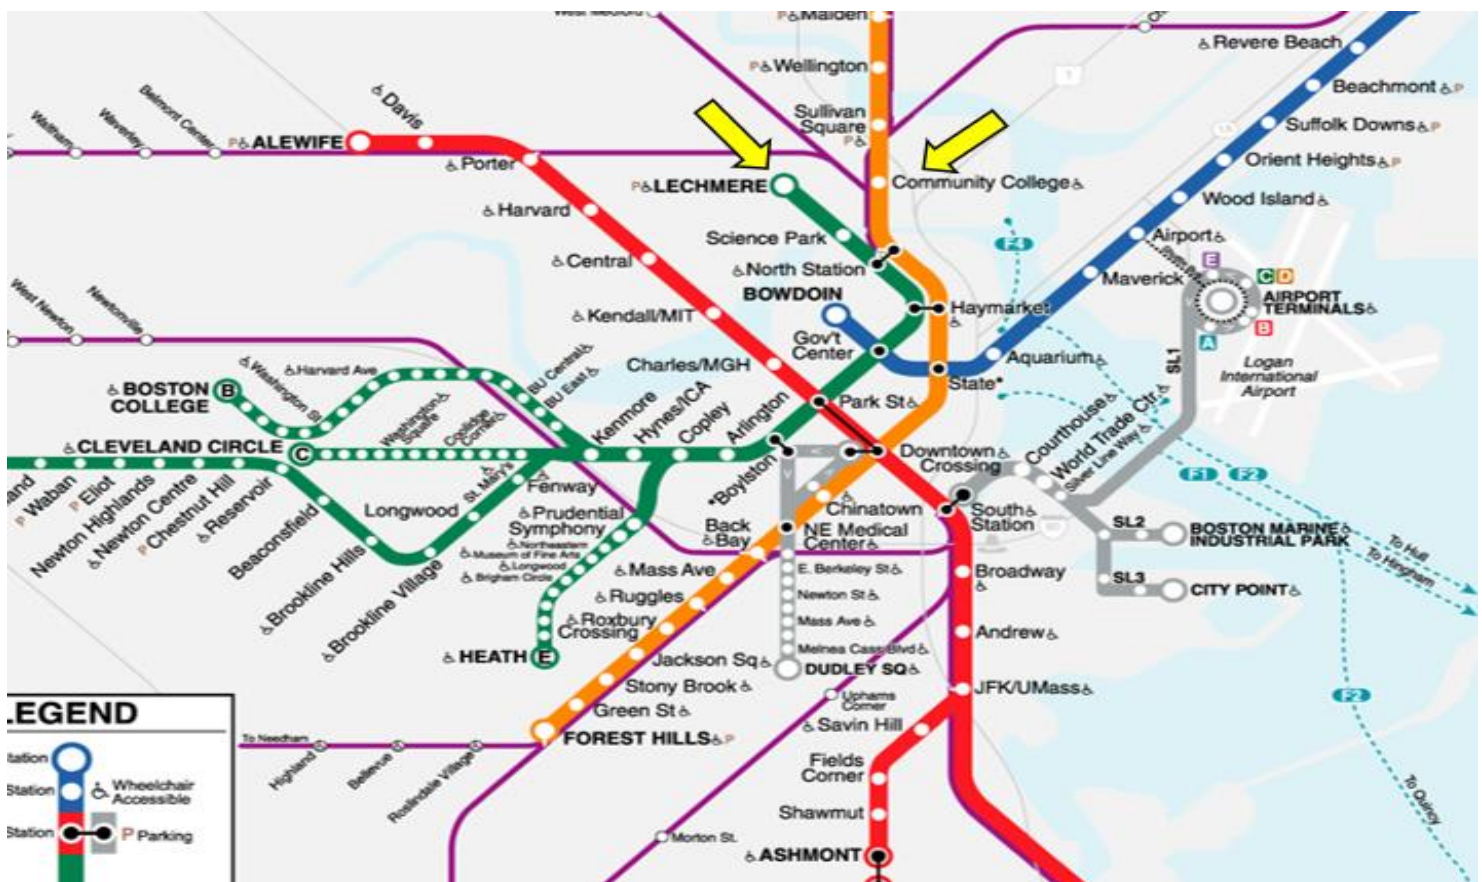 West Medford
Malden
P Wellington
Sullivan
Square
P
Revere Beach
Beachmont P
Suffolk Downs P
Orient Heights P
Wood Island
Airport
Maverick
Waltham
Waverley
Belmont Center
P ALEWIFE
Davis
Porter
Harvard
Central
Kendall/MIT
Charles/MGH
P LECHMERE
Community College
Science Park
North Station
BOWDOIN
Haymarket
Gov't
Center
Aquarium
State*
Park St
F4
1
E
C D
AIRPORT
TERMINALS
B
A
SL1
Logan
International
Airport
West Newton
Newtonville
BOSTON
COLLEGE
B
Washington St
Harvard Ave
BU Central
BU East
Washington
Square
Coolidge
Corner
St. Mary's
CLEVELAND CIRCLE C
Kenmore
Hynes/ICA
Copley
Arlington
*Boylston
Downtown
Crossing
Courthouse
World Trade Ctr.
Silver Line Way
F1
F2
land
P Waban
P Eliot
Newton Highlands
Newton Centre
P Chestnut Hill
Reservoir
Beaconsfield
Brookline Hills
Brookline Village
Longwood
Fenway
Prudential
Symphony
Northeastern
Museum of Fine Arts
Longwood
Brigham Circle
HEATH E
Chinatown
Back
Bay
NE Medical
Center
South
Station
SL2
BOSTON MARINE
INDUSTRIAL PARK
SL3
CITY POINT
To Hull
To Hingham
Mass Ave
Ruggles
Roxbury
Crossing
Jackson Sq
Stony Brook
Green St
FOREST HILLS P
E. Berkeley St
Newton St
Mass Ave
Melnea Cass Blvd
DUDLEY SQ
Broadway
Andrew
JFK/UMass
Uphams
Corner
Savin Hill
Fields
Corner
Shawmut
ASHMONT
Morton St.
F2
To Quincy
To Needham
Highland
Bellevue
Roslindale Village
LEGEND
Station
Station
Wheelchair
Accessible
Station
P Parking